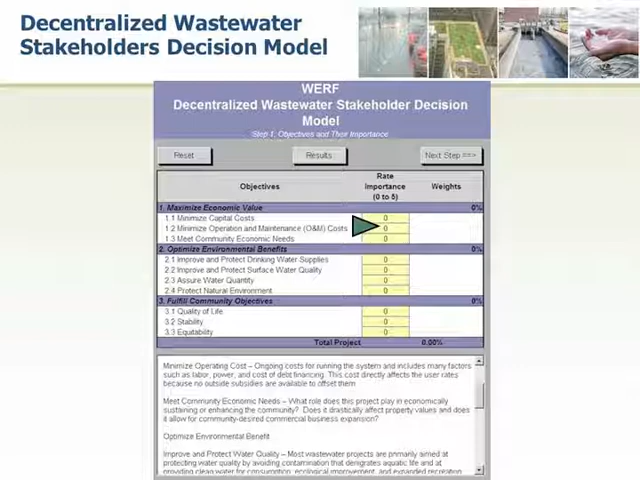 Decentralized Wastewater
Stakeholders Decision Model
WERF
Decentralized Wastewater Stakeholder Decision
Model
Step 1, Objectives and Their Importance
Reset Results Next Step ==>
Objectives Rate Importance (0 to 5) Weights
1. Maximize Economic Value 0%
1.1 Minimize Capital Costs 0
1.2 Minimize Operation and Maintenance (O&M) Costs 0
1.3 Meet Community Economic Needs 0
2. Optimize Environmental Benefits 0%
2.1 Improve and Protect Drinking Water Supplies 0
2.2 Improve and Protect Surface Water Quality 0
2.3 Assure Water Quantity 0
2.4 Protect Natural Environment 0
3. Fulfill Community Objectives 0%
3.1 Quality of Life 0
3.2 Stability 0
3.3 Equitability 0
Total Project 0.00%
Minimize Operating Cost – Ongoing costs for running the system and includes many factors
such as labor, power, and cost of debt financing. This cost directly affects the user rates
because no outside subsidies are available to offset them
Meet Community Economic Needs – What role does this project play in economically
sustaining or enhancing the community? Does it drastically affect property values and does
it allow for community-desired commercial business expansion?
Optimize Environmental Benefit
Improve and Protect Water Quality – Most wastewater projects are primarily aimed at
protecting water quality by avoiding contamination that denigrates aquatic life and at
providing clean water for consumption, ecological improvement, and expanded recreation